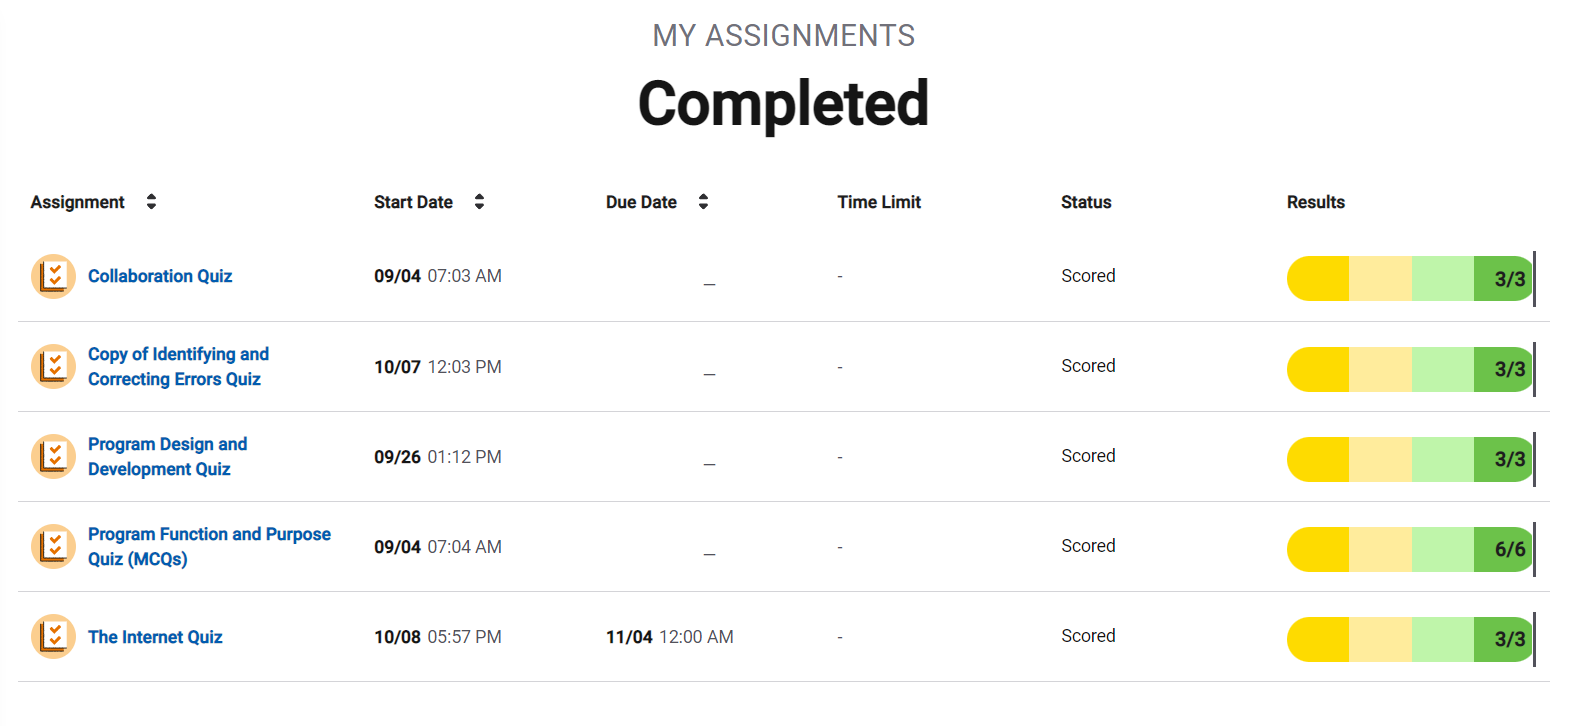 MY ASSIGNMENTS
Completed
Assignment Start Date Due Date Time Limit Status Results
Collaboration Quiz 09/04 07:03 AM _ - Scored 3/3
Copy of Identifying and
Correcting Errors Quiz 10/07 12:03 PM _ - Scored 3/3
Program Design and
Development Quiz 09/26 01:12 PM _ - Scored 3/3
Program Function and Purpose
Quiz (MCQs) 09/04 07:04 AM _ - Scored 6/6
The Internet Quiz 10/08 05:57 PM 11/04 12:00 AM - Scored 3/3